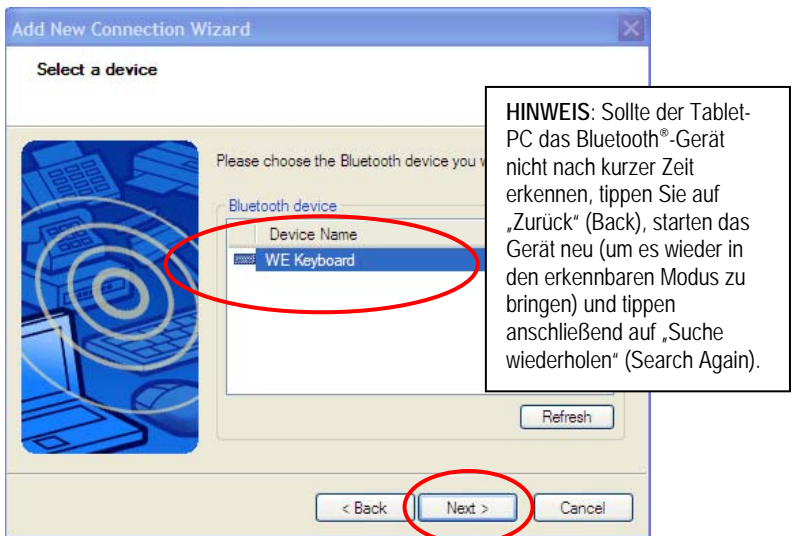 Add New Connection Wizard
Select a device
Please choose the Bluetooth device you
Bluetooth device
Device Name
WE Keyboard
Refresh
< Back
Next >
Cancel
HINWEIS: Sollte der Tablet-
PC das Bluetooth®-Gerät
nicht nach kurzer Zeit
erkennen, tippen Sie auf
„Zurück“ (Back), starten das
Gerät neu (um es wieder in
den erkennbaren Modus zu
bringen) und tippen
anschließend auf „Suche
wiederholen“ (Search Again).